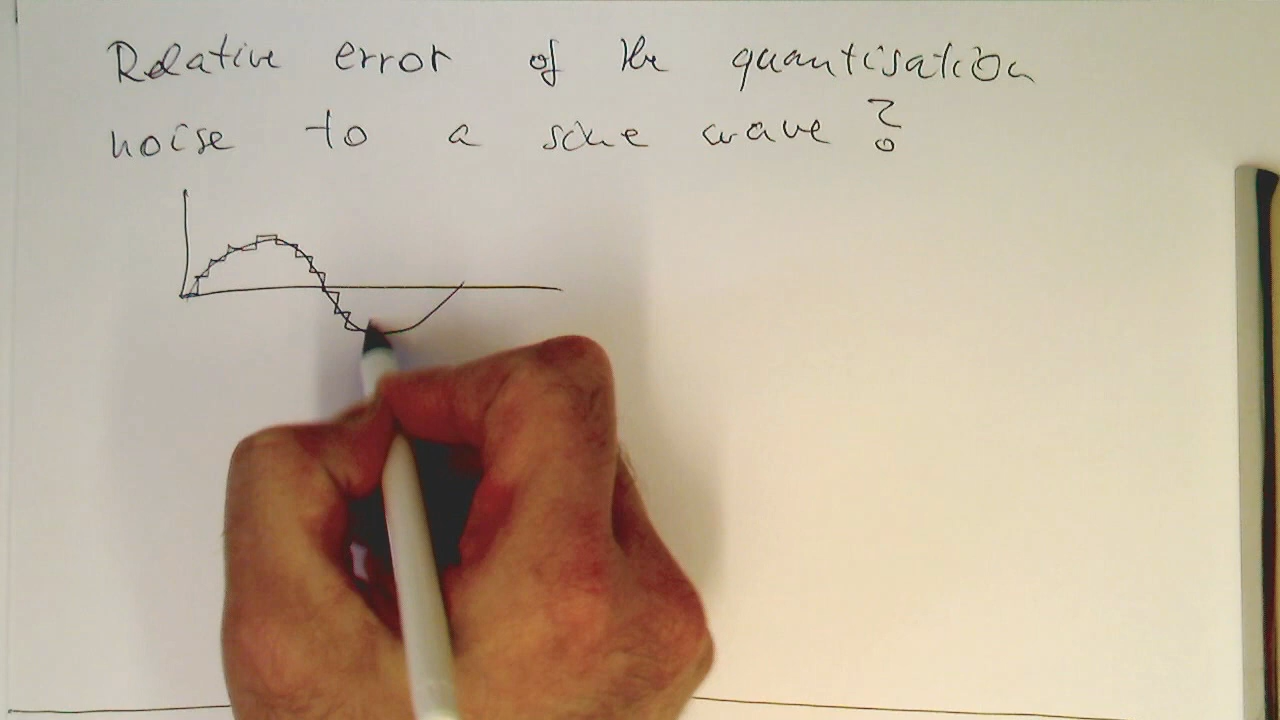 Relative error of the quantisation
noise to a sine wave ?